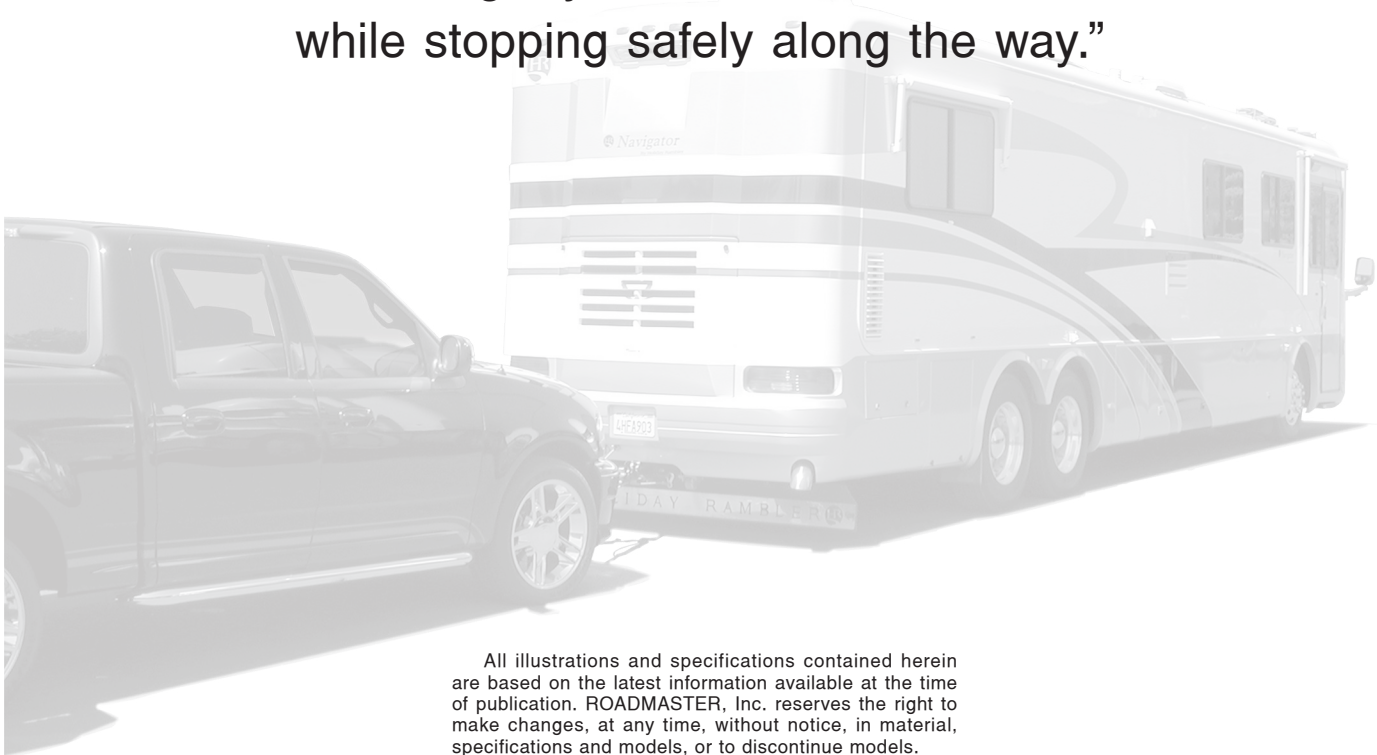 while stopping safely along the way.”
Navigator
4HFA903
IDAY RAMBLER
All illustrations and specifications contained herein
are based on the latest information available at the time
of publication. ROADMASTER, Inc. reserves the right to
make changes, at any time, without notice, in material,
specifications and models, or to discontinue models.